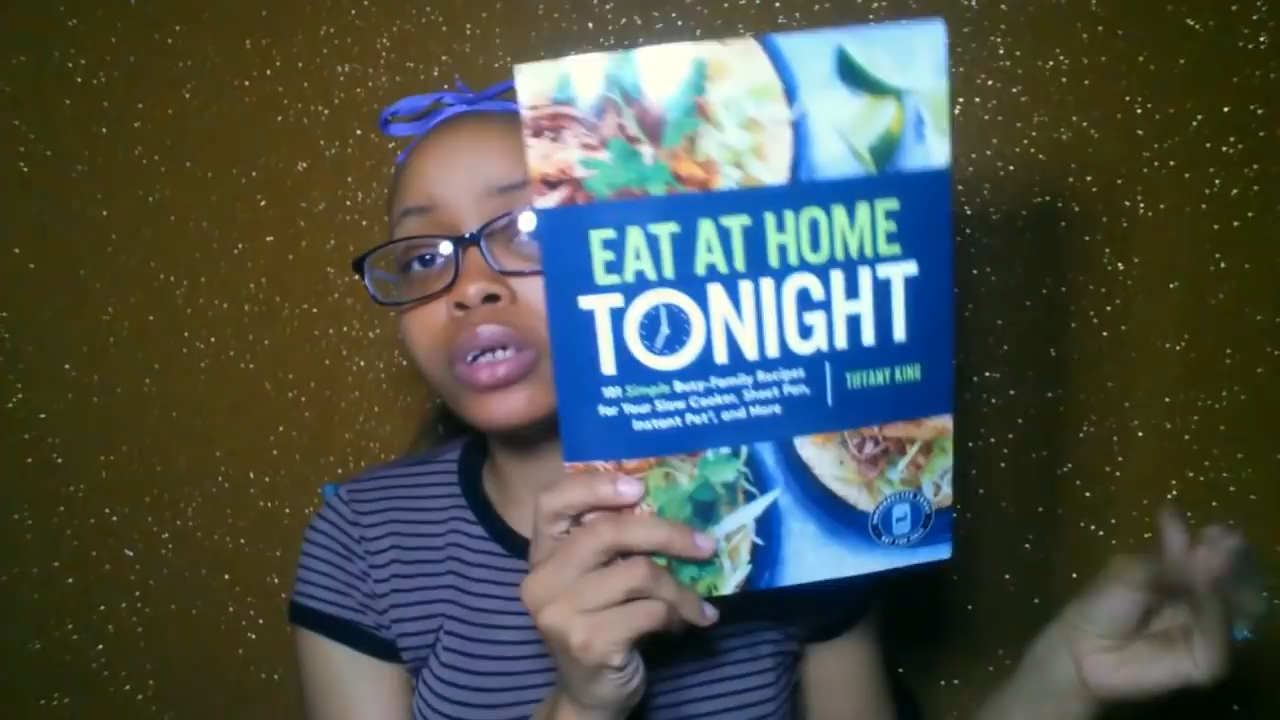 EAT AT HOME
TONIGHT
101 Simple Busy-Family Recipes
for Your Slow Cooker, Sheet Pan,
Instant Pot®, and More
TIFFANY KING